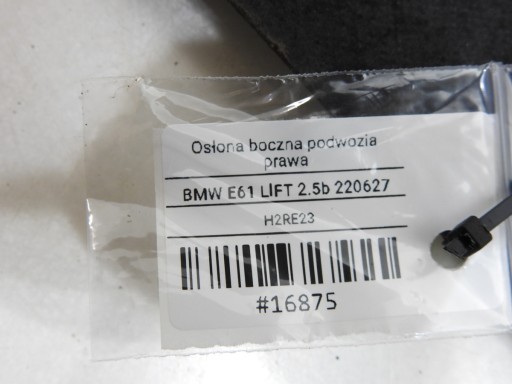 Osłona boczna podwozia
prawa
BMW E61 LIFT 2.5b 220627
H2RE23
#16875